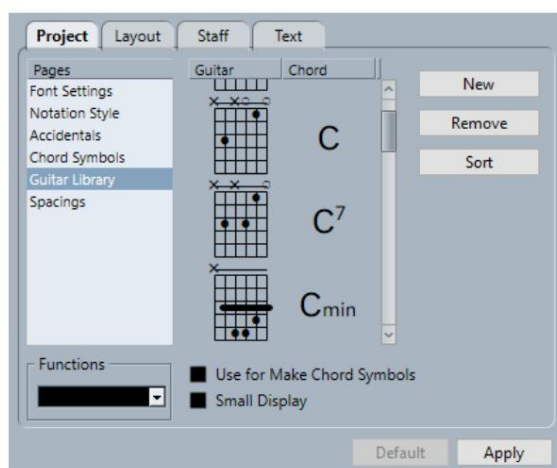 Project Layout Staff Text
Pages
Font Settings
Notation Style
Accidentals
Chord Symbols
Guitar Library
Spacings
Guitar Chord
C
C7
Cmin
New
Remove
Sort
Functions
Use for Make Chord Symbols
Small Display
Default Apply